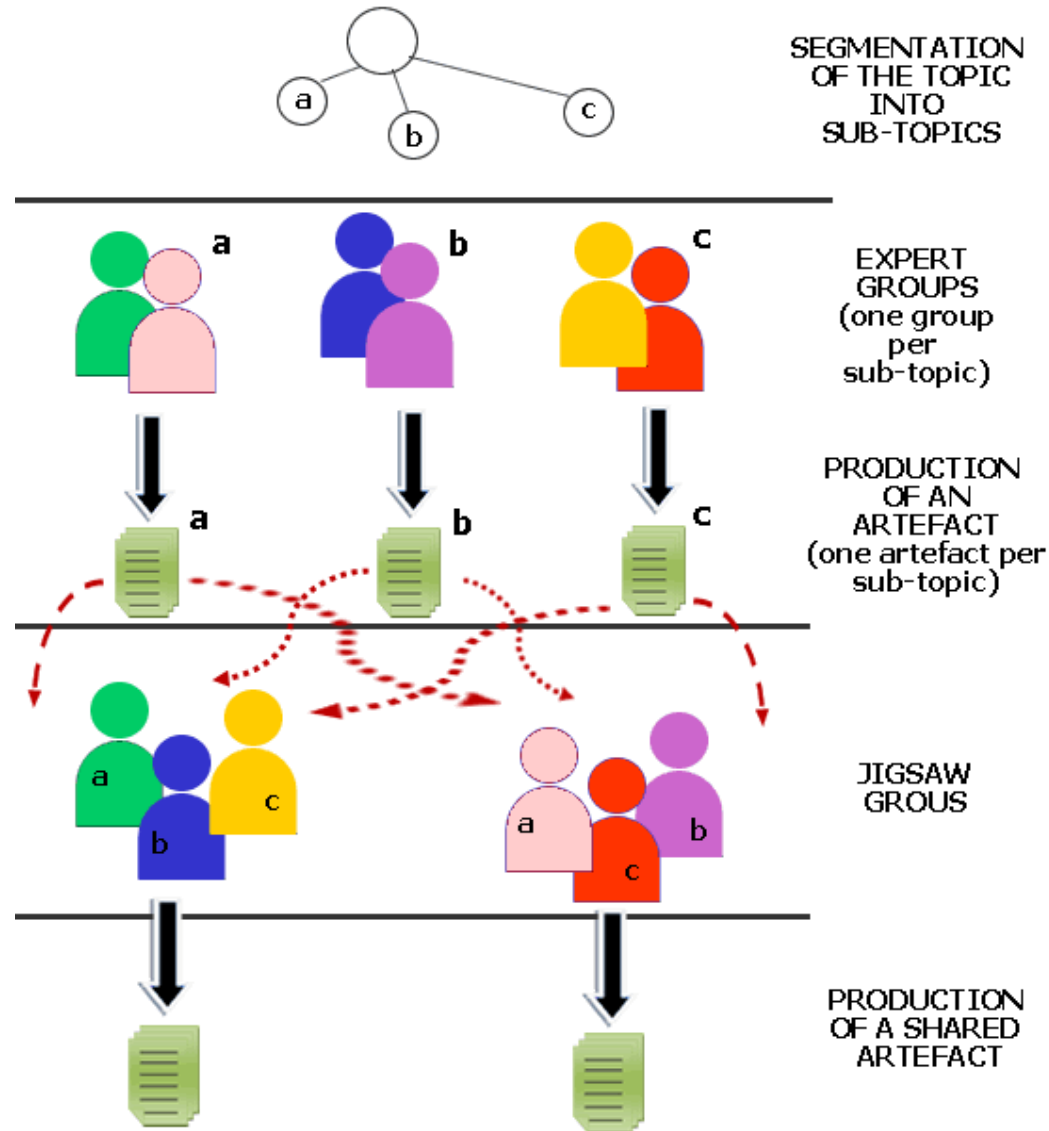 SEGMENTATION
OF THE TOPIC
INTO
SUB-TOPICS
a
b
c
a
b
c
EXPERT
GROUPS
(one group
per
sub-topic)
a
b
c
PRODUCTION
OF AN
ARTEFACT
(one artefact per
sub-topic)
a
b
c
a
c
b
JIGSAW
GROUS
PRODUCTION
OF A SHARED
ARTEFACT